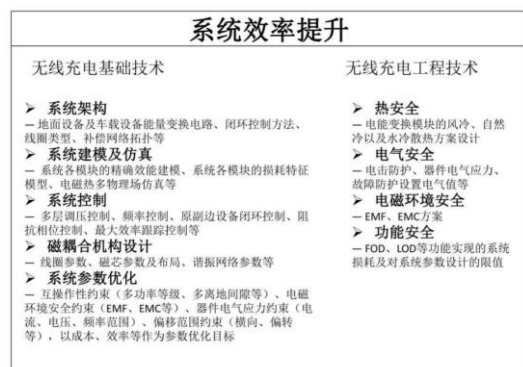 系统效率提升
无线充电基础技术
➢ 系统架构
— 地面设备及车载设备能量变换电路、闭环控制方法、
线圈类型、补偿网络拓扑等
➢ 系统建模及仿真
— 系统各模块的精确效能建模、系统各模块的损耗特征
模型、电磁热多物理场仿真等
➢ 系统控制
— 多层调压控制、频率控制、原副边设备闭环控制、阻
抗相位控制、最大效率跟踪控制等
➢ 磁耦合机构设计
— 线圈参数、磁芯参数及布局、谐振网络参数等
➢ 系统参数优化
— 互操作性约束（多功率等级、多离地间隙等）、电磁
环境安全约束（EMF、EMC等）、器件电气应力约束（电
流、电压、频率范围）、偏移范围约束（横向、偏转
等），以成本、效率等作为参数优化目标
无线充电工程技术
➢ 热安全
— 电能变换模块的风冷、自然
冷以及水冷散热方案设计
➢ 电气安全
— 电击防护、器件电气应力、
故障防护设置电气值等
➢ 电磁环境安全
— EMF、EMC方案
➢ 功能安全
— FOD、LOD等功能实现的系统
损耗及对系统参数设计的限值